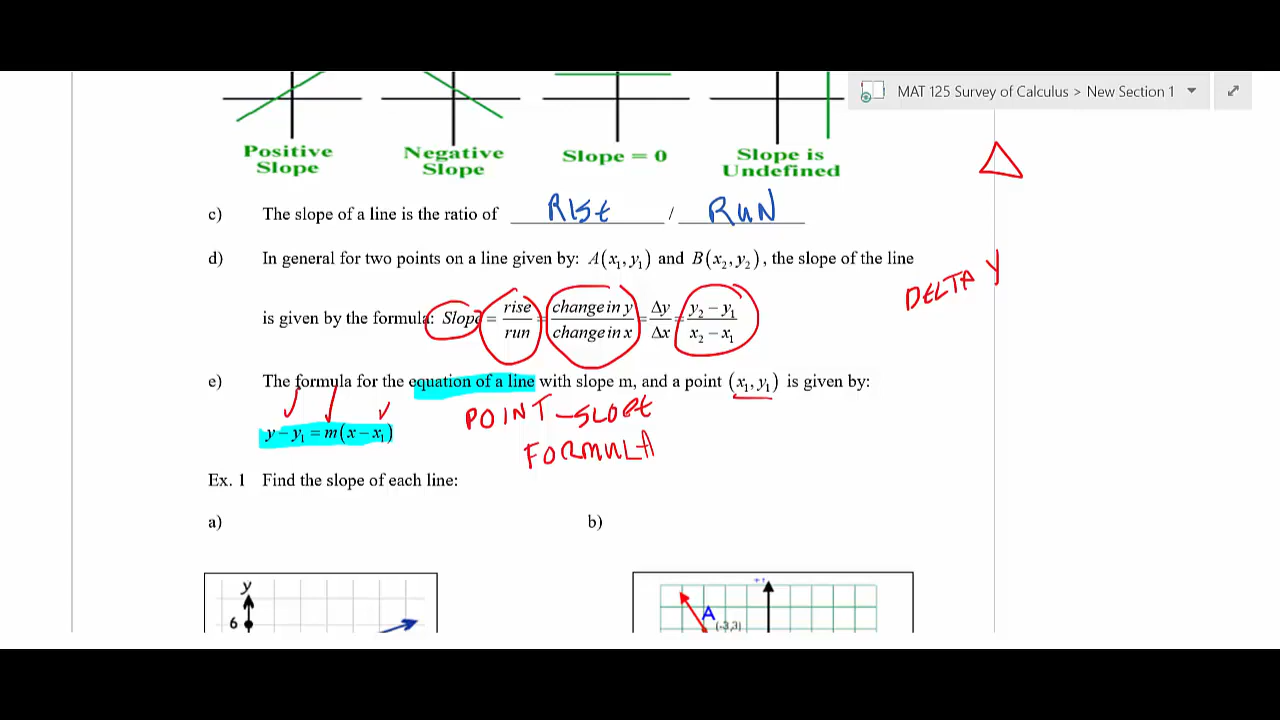 MAT 125 Survey of Calculus > New Section 1
Positive Slope
Negative Slope
Slope = 0
Slope is Undefined
c) The slope of a line is the ratio of RISE / RUN
d) In general for two points on a line given by: A(x₁, y₁) and B(x₂, y₂), the slope of the line
DELTA Y
is given by the formula: Slope = rise/run = change in y/change in x = Δy/Δx = y₂ − y₁/x₂ − x₁
e) The formula for the equation of a line with slope m, and a point (x₁, y₁) is given by:
y − y₁ = m(x − x₁) POINT-SLOPE
FORMULA
Ex. 1 Find the slope of each line:
a) b)
y
6
A
(-3,3)